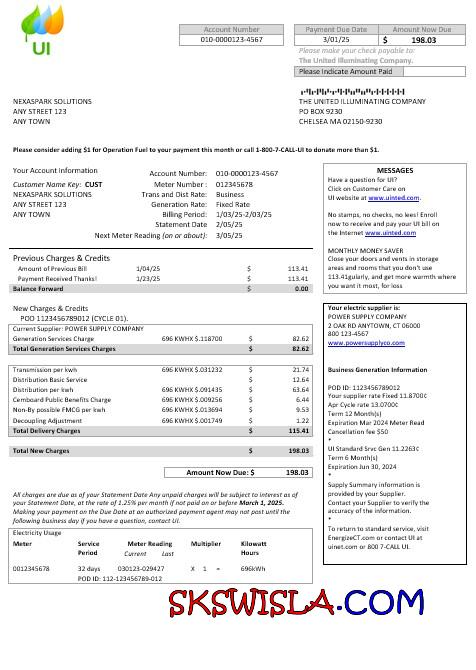 UI
Account Number
010-0000123-4567
Payment Due Date Amount Now Due
3/01/25 $ 198.03
Please make your check payable to:
The United Illuminating Company.
Please Indicate Amount Paid
NEXASPARK SOLUTIONS
ANY STREET 123
ANY TOWN
THE UNITED ILLUMINATING COMPANY
PO BOX 9230
CHELSEA MA 02150-9230
Please consider adding $1 for Operation Fuel to your payment this month or call 1-800-7-CALL-UI to donate more than $1.
Your Account Information
Customer Name Key: CUST
NEXASPARK SOLUTIONS
ANY STREET 123
ANY TOWN
Account Number: 010-0000123-4567
Meter Number : 012345678
Trans and Dist Rate: Business
Generation Rate: Fixed Rate
Billing Period: 1/03/25-2/03/25
Statement Date 2/05/25
Next Meter Reading (on or about): 3/05/25
MESSAGES
Have a question for UI?
Click on Customer Care on
UI website at www.uinted.com.
No stamps, no checks, no lees! Enroll
now to receive and pay your UI bill on
the Internet www.uinted.com
MONTHLY MONEY SAVER
Close your doors and vents in storage
areas and rooms that you don't use
113.41gularly, and get more warmth where
you want it most, for loss
Previous Charges & Credits
Amount of Previous Bill 1/04/25 $ 113.41
Payment Received Thanks! 1/23/25 $ 113.41
Balance Forward $ 0.00
New Charges & Credits
POD 1123456789012 (CYCLE 01).
Current Supplier: POWER SUPPLY COMPANY
Generation Services Charge 696 KWHX $.118700 $ 82.62
Total Generation Services Charges $ 82.62
Transmission per kwh 696 KWHX $.031232 $ 21.74
Distribution Basic Service $ 12.64
Distribution per kwh 696 KWHX $.091435 $ 63.64
Cembould Public Benefits Charge 696 KWHX $.009256 $ 6.44
Non-By possible FMCG per kwh 696 KWHX $.013694 $ 9.53
Decoupling Adjustment 696 KWHX $.001749 $ 1.22
Total Delivery Charges $ 115.41
Total New Charges $ 198.03
Amount Now Due: $ 198.03
Your electric supplier is:
POWER SUPPLY COMPANY
2 OAK RD ANYTOWN, CT 06000
800 123-4567
www.powersupplyco.com
Business Generation Information
POD ID: 1123456789012
Your supplier rate Fixed 11.8700¢
Apr Cycle rate 13.0700¢
Term 12 Month(s)
Expiration Mar 2024 Meter Read
Cancellation fee $50
*
UI Standard Srvc Gen 11.2263¢
Term 6 Month(s)
Expiration Jun 30, 2024
*
Supply Summary information is
provided by your Supplier.
Contact your Supplier to verify the
accuracy of the information.
*
To return to standard service, visit
EnergizeCT.com or contact UI at
uinet.com or 800 7-CALL UI.
All charges are due as of your Statement Date Any unpaid charges will be subject to interest as of
your Statement Date, at the rate of 1.25% per month if not paid on or before March 1, 2025.
Making your payment on the Due Date at an authorized payment agent may not post until the
following business day if you have a question, contact UI.
Electricity Usage
Meter Service Meter Reading Multiplier Kilowatt
Period Current Last Hours
0012345678 32 days 030123-029427 X 1 = 696kWh
POD ID: 112-123456789-012
SKSWISLA.COM